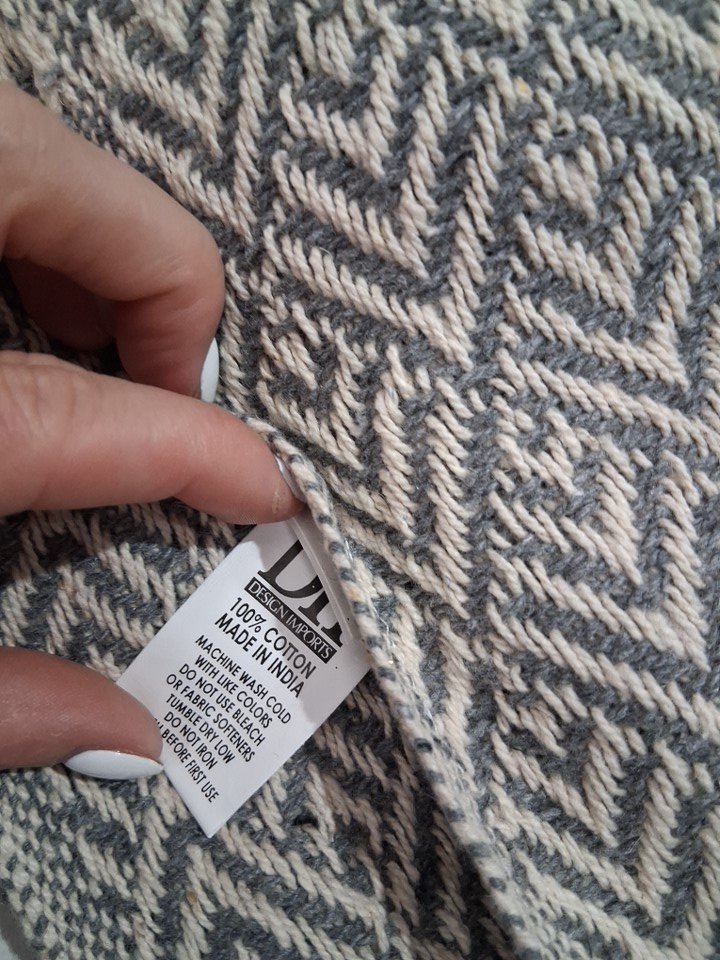 DESIGN IMPORTS
100% COTTON
MADE IN INDIA
MACHINE WASH COLD
WITH LIKE COLORS
DO NOT USE BLEACH
OR FABRIC SOFTENERS
TUMBLE DRY LOW
DO NOT IRON
BEFORE FIRST USE